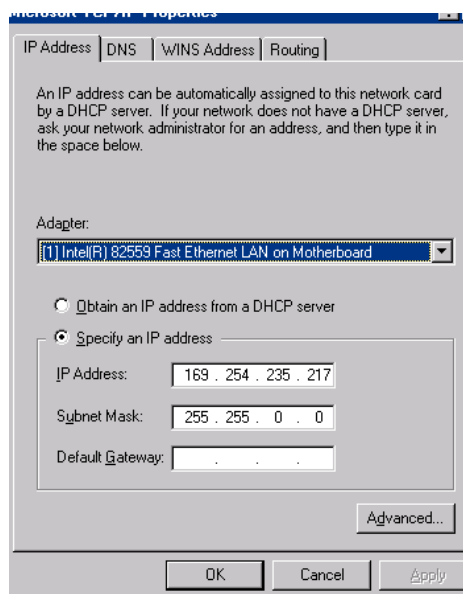 Microsoft TCP/IP Properties
IP Address DNS WINS Address Routing
An IP address can be automatically assigned to this network card
by a DHCP server. If your network does not have a DHCP server,
ask your network administrator for an address, and then type it in
the space below.
Adapter:
[1] Intel(R) 82559 Fast Ethernet LAN on Motherboard
Obtain an IP address from a DHCP server
Specify an IP address
IP Address: 169 . 254 . 235 . 217
Subnet Mask: 255 . 255 . 0 . 0
Default Gateway: . . .
Advanced...
OK Cancel Apply